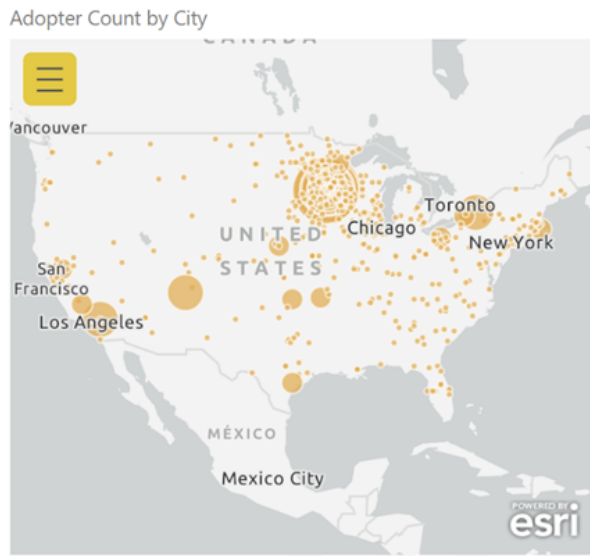 Adopter Count by City
CANADA
Vancouver
Toronto
Chicago
New York
UNITED
STATES
San
Francisco
Los Angeles
MÉXICO
Mexico City
POWERED BY
esri